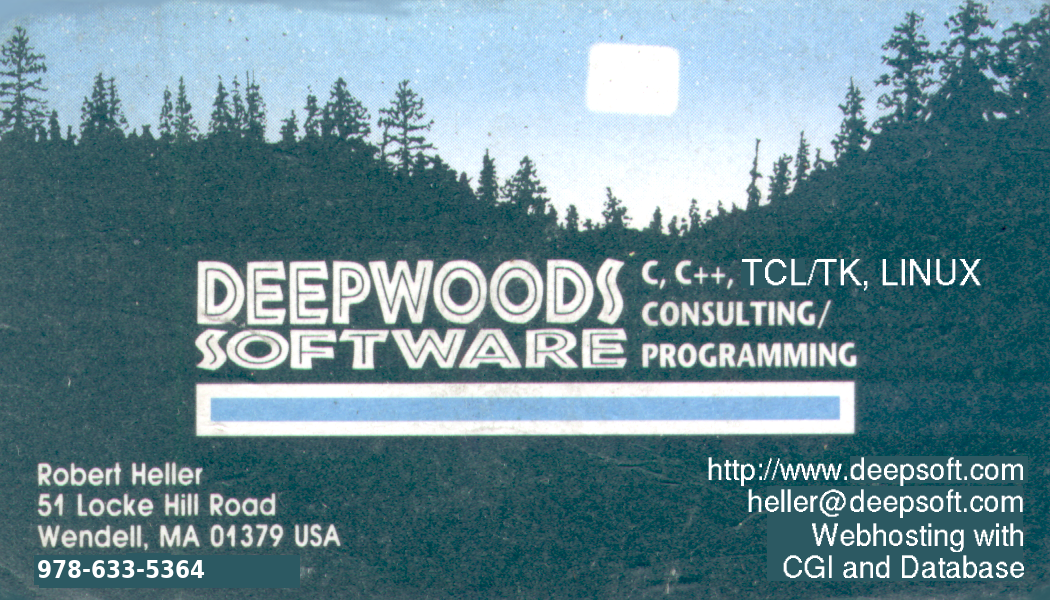 DEEPWOODS
SOFTWARE
C, C++, TCL/TK, LINUX
CONSULTING/
PROGRAMMING
Robert Heller
51 Locke Hill Road
Wendell, MA 01379 USA
978-633-5364
http://www.deepsoft.com
heller@deepsoft.com
Webhosting with
CGI and Database